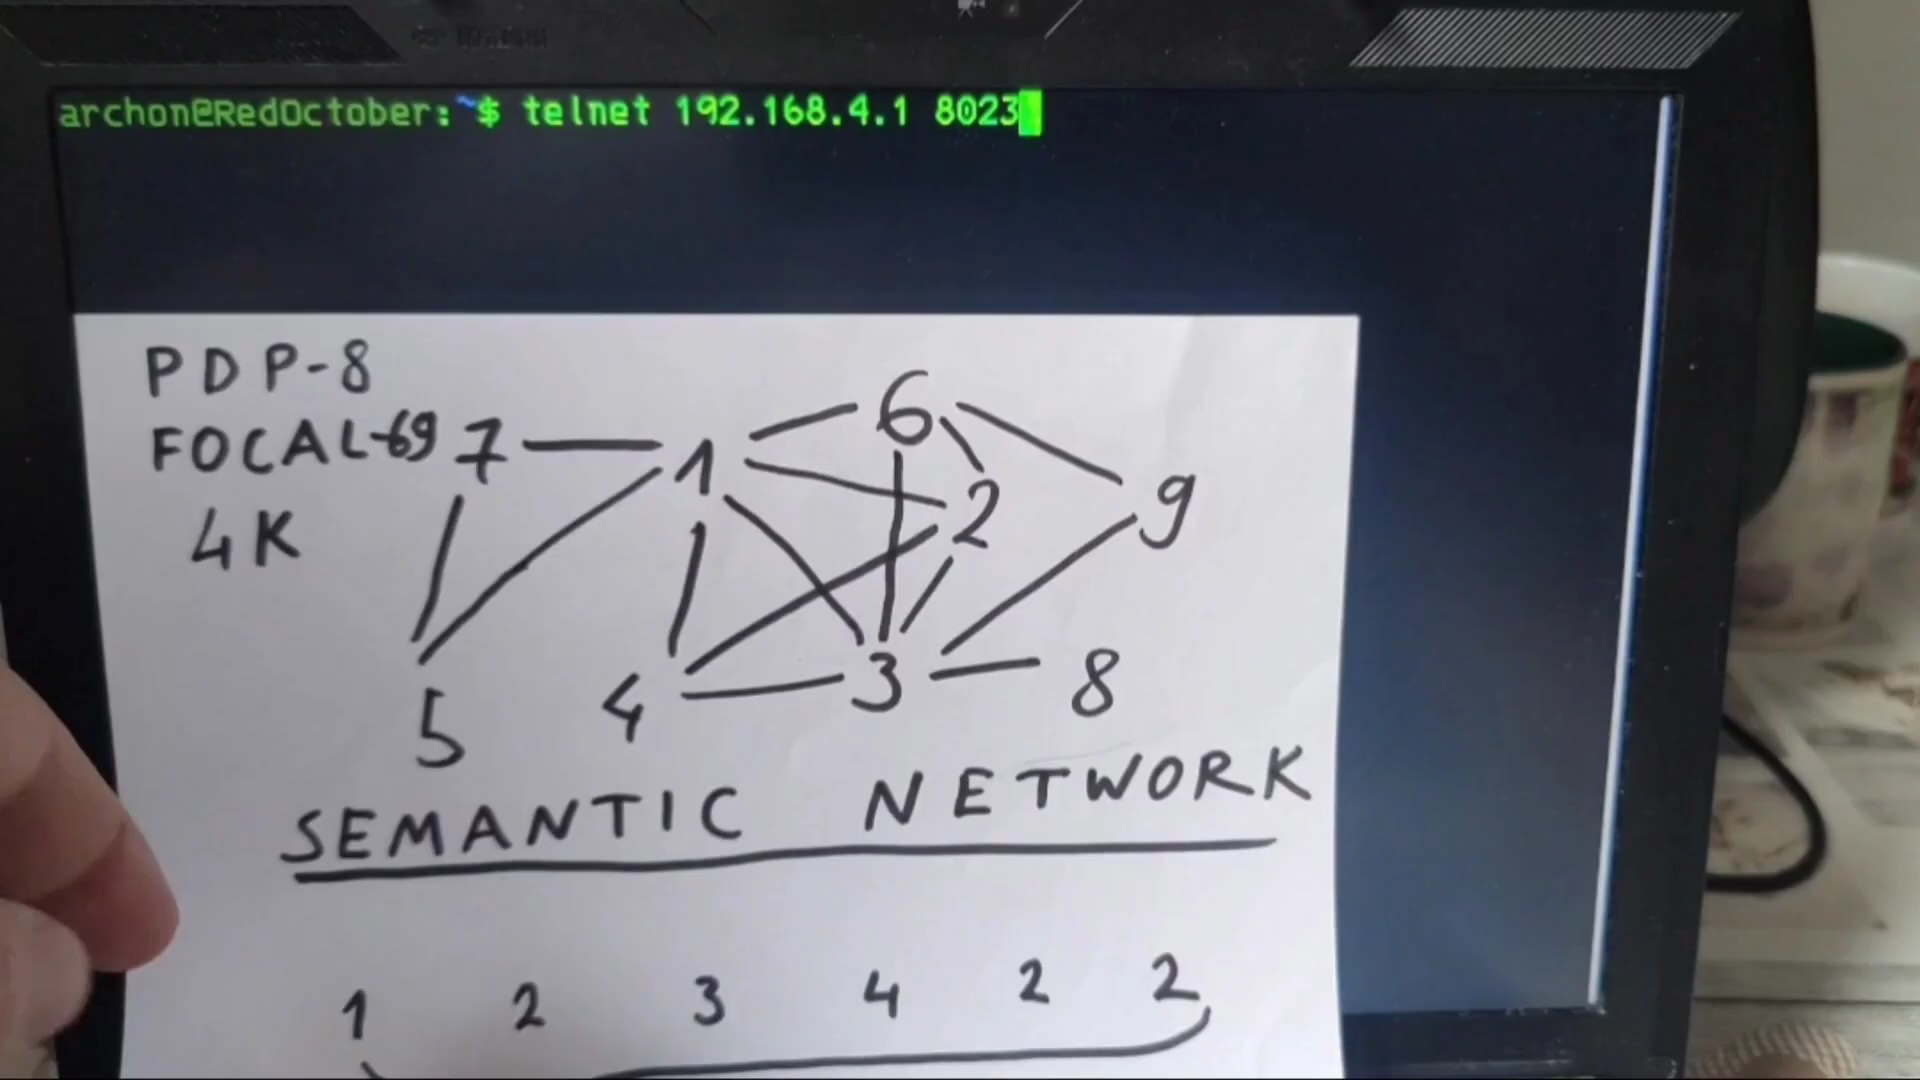 archon@RedOctober:~$ telnet 192.168.4.1 8023
PDP-8
FOCAL-69
4K
7 1 6 2 9
5 4 3 8
SEMANTIC NETWORK
1 2 3 4 2 2